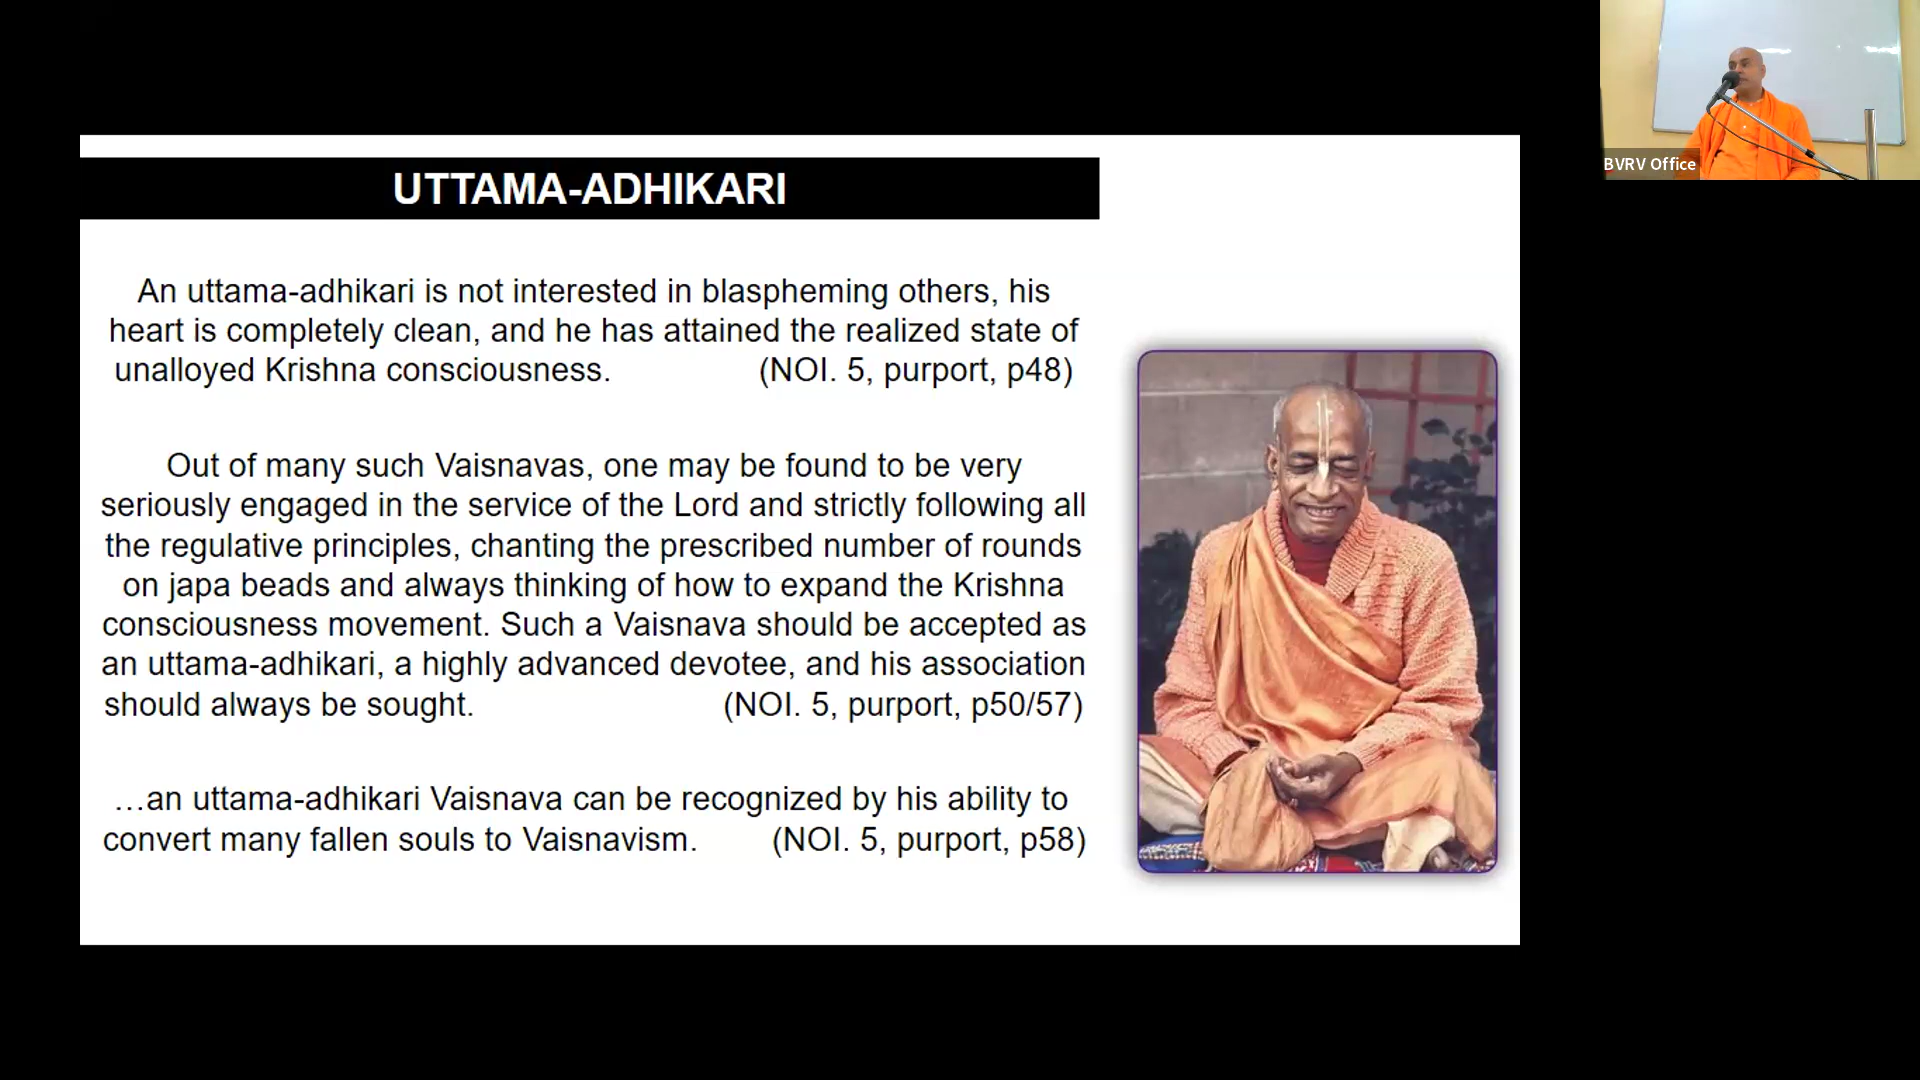 UTTAMA-ADHIKARI
An uttama-adhikari is not interested in blaspheming others, his
heart is completely clean, and he has attained the realized state of
unalloyed Krishna consciousness. (NOI. 5, purport, p48)
Out of many such Vaisnavas, one may be found to be very
seriously engaged in the service of the Lord and strictly following all
the regulative principles, chanting the prescribed number of rounds
on japa beads and always thinking of how to expand the Krishna
consciousness movement. Such a Vaisnava should be accepted as
an uttama-adhikari, a highly advanced devotee, and his association
should always be sought. (NOI. 5, purport, p50/57)
…an uttama-adhikari Vaisnava can be recognized by his ability to
convert many fallen souls to Vaisnavism. (NOI. 5, purport, p58)
BVRV Office